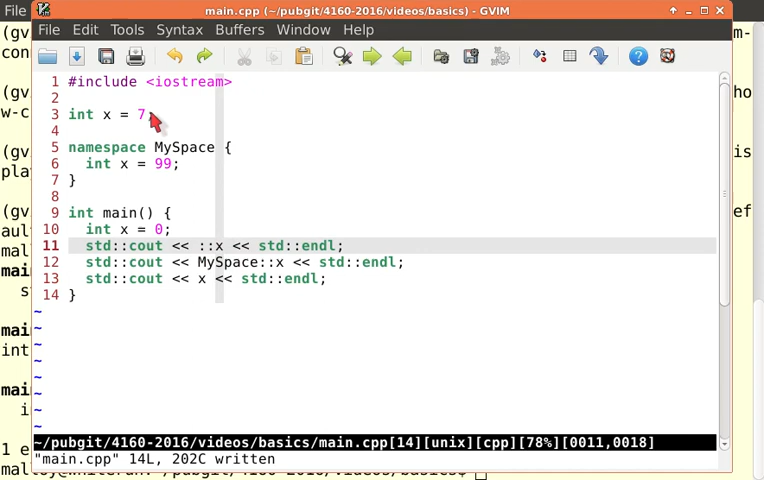 File
main.cpp (~/pubgit/4160-2016/videos/basics) - GVIM
File Edit Tools Syntax Buffers Window Help
1 #include <iostream>
2
3 int x = 7;
4
5 namespace MySpace {
6 int x = 99;
7 }
8
9 int main() {
10 int x = 0;
11 std::cout << ::x << std::endl;
12 std::cout << MySpace::x << std::endl;
13 std::cout << x << std::endl;
14 }
~
~
~
~
~
~
~
~
~/pubgit/4160-2016/videos/basics/main.cpp[14][unix][cpp][78%][0011,0018]
"main.cpp" 14L, 202C written